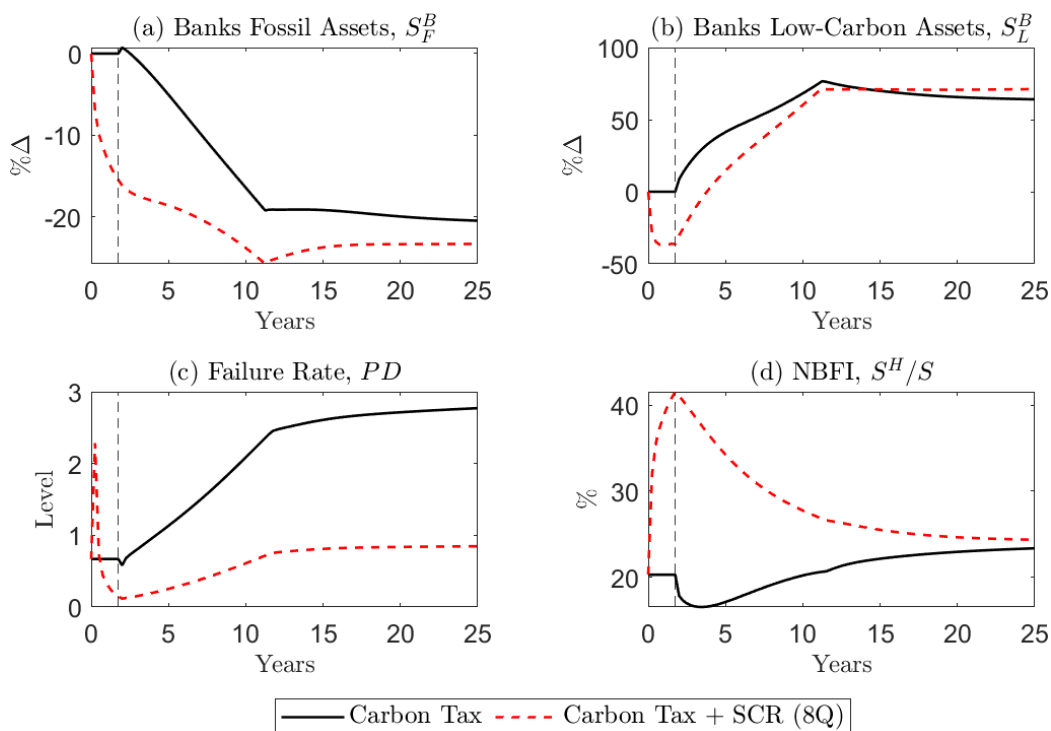 (a) Banks Fossil Assets, $S_F^B$
0
-10
-20
%Δ
0 5 10 15 20 25
Years
(b) Banks Low-Carbon Assets, $S_L^B$
100
50
0
-50
%Δ
0 5 10 15 20 25
Years
(c) Failure Rate, PD
3
2
1
0
Level
0 5 10 15 20 25
Years
(d) NBFI, $S^H/S$
40
30
20
%
0 5 10 15 20 25
Years
Carbon Tax
Carbon Tax + SCR (8Q)